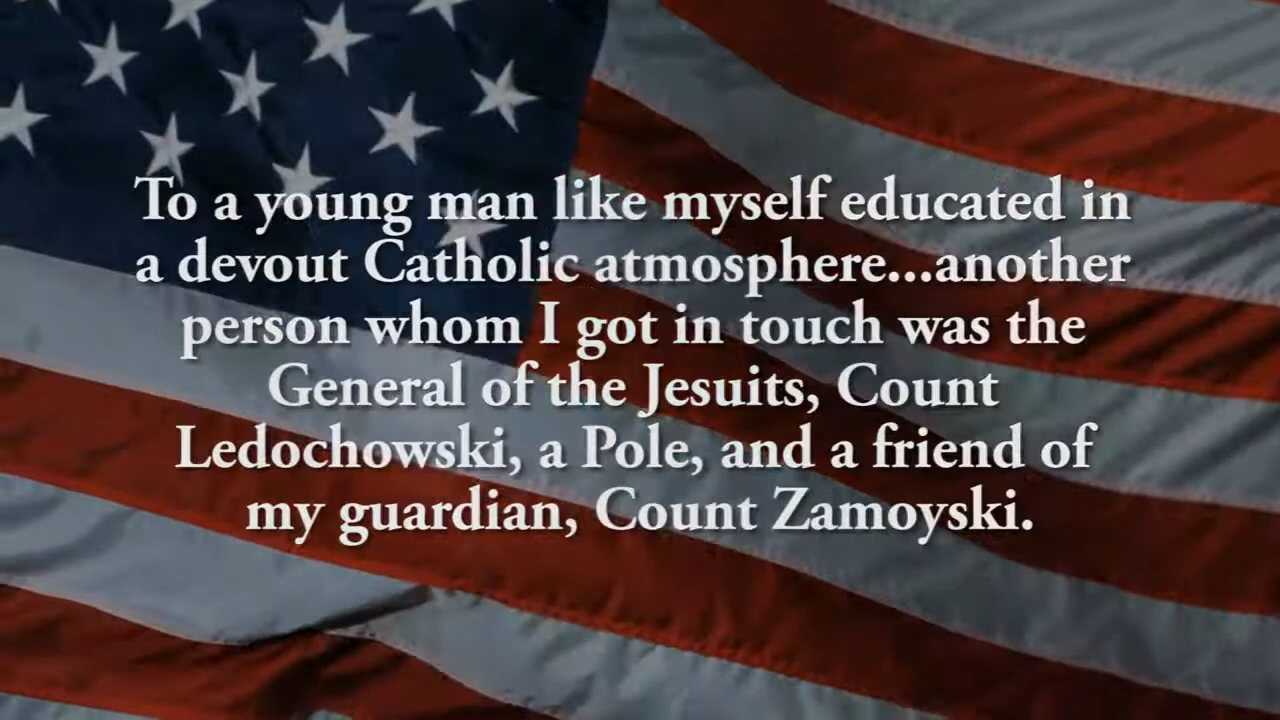 To a young man like myself educated in
a devout Catholic atmosphere...another
person whom I got in touch was the
General of the Jesuits, Count
Ledochowski, a Pole, and a friend of
my guardian, Count Zamoyski.